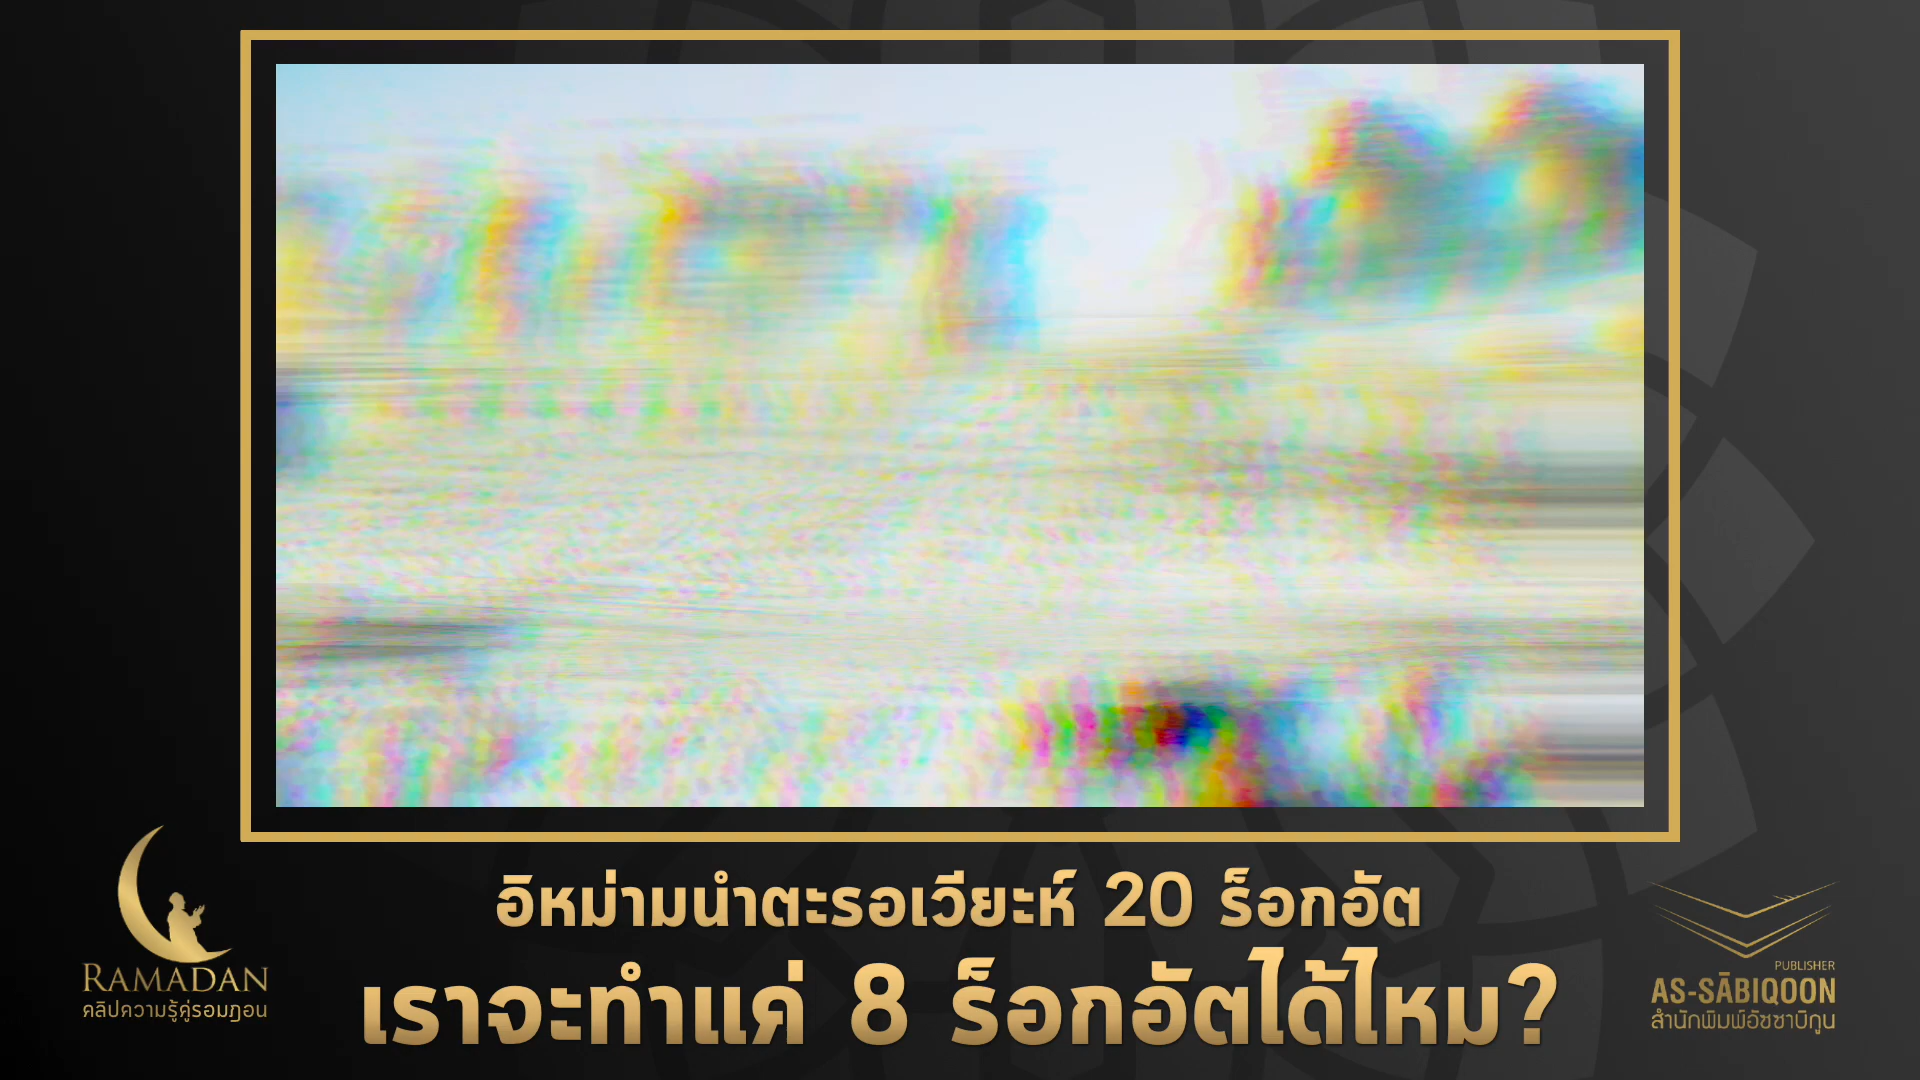 อิหม่ามนำตะรอเวียะห์ 20 ร็อกอัต
เราจะทำแค่ 8 ร็อกอัตได้ไหม?
RAMADAN
คลิปความรู้คู่รอมฎอน
PUBLISHER
AS-SĀBIQOON
สำนักพิมพ์อัซซาบิกูน